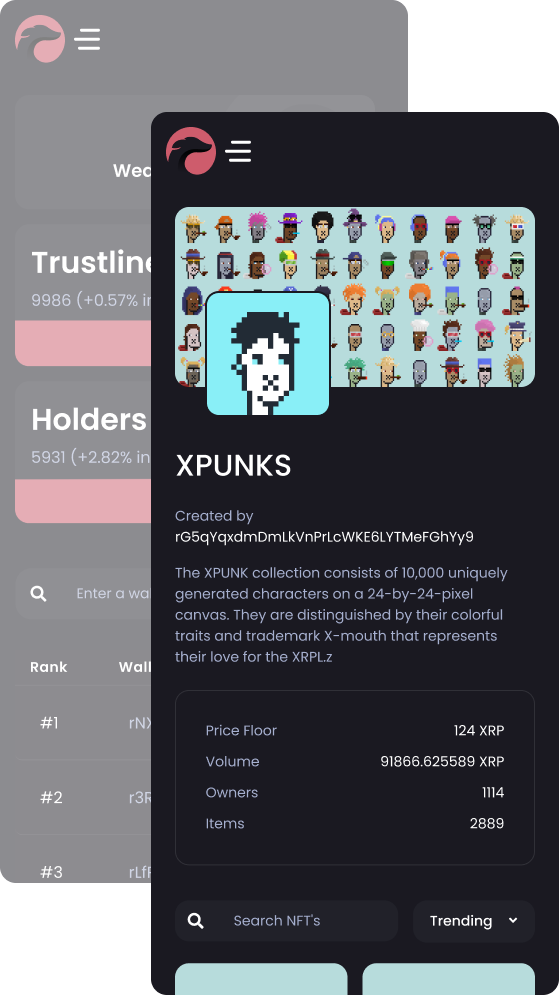 Wea
Trustline
9986 (+0.57% in
Holders
5931 (+2.82% in
Enter a wa
Rank Wall
#1 rNX
#2 r3R
#3 rLfF
XPUNKS
Created by
rG5qYqxdmDmLkVnPrLcWKE6LYTMeFGhYy9
The XPUNK collection consists of 10,000 uniquely
generated characters on a 24-by-24-pixel
canvas. They are distinguished by their colorful
traits and trademark X-mouth that represents
their love for the XRPL.z
Price Floor 124 XRP
Volume 91866.625589 XRP
Owners 1114
Items 2889
Search NFT's Trending